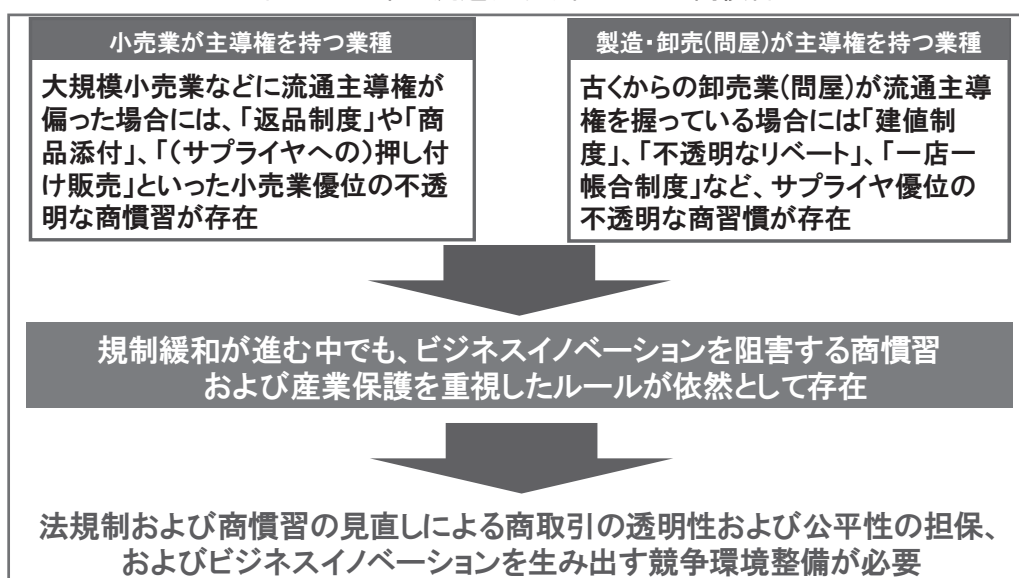 小売業が主導権を持つ業種
大規模小売業などに流通主導権が
偏った場合には、「返品制度」や「商
品添付」、「(サプライヤへの)押し付
け販売」といった小売業優位の不透
明な商慣習が存在
製造・卸売(問屋)が主導権を持つ業種
古くからの卸売業(問屋)が流通主導
権を握っている場合には「建値制
度」、「不透明なリベート」、「一店一
帳合制度」など、サプライヤ優位の
不透明な商習慣が存在
規制緩和が進む中でも、ビジネスイノベーションを阻害する商慣習
および産業保護を重視したルールが依然として存在
法規制および商慣習の見直しによる商取引の透明性および公平性の担保、
およびビジネスイノベーションを生み出す競争環境整備が必要